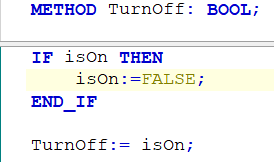 METHOD TurnOff: BOOL;
IF isOn THEN
isOn:=FALSE;
END_IF
TurnOff:= isOn;